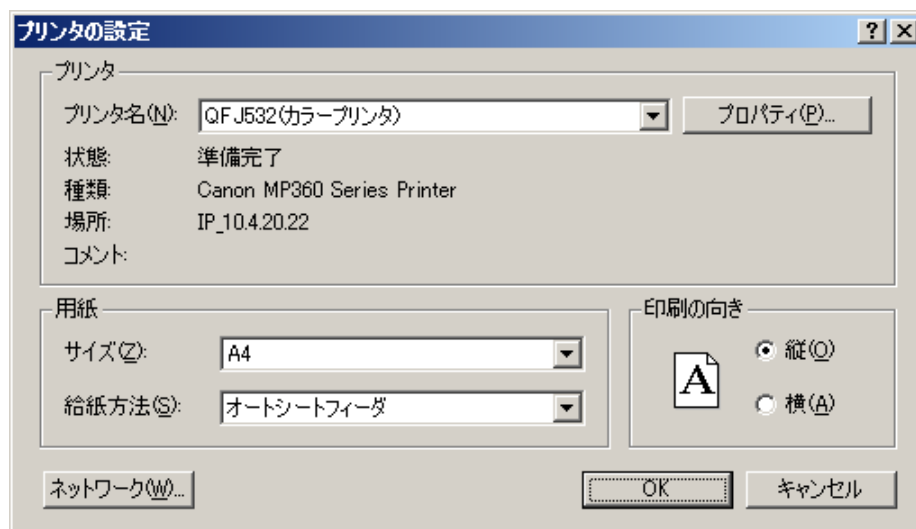 プリンタの設定
プリンタ
プリンタ名(N): QFJ532(カラープリンタ) プロパティ(P)...
状態: 準備完了
種類: Canon MP360 Series Printer
場所: IP_10.4.20.22
コメント:
用紙
サイズ(Z): A4
給紙方法(S): オートシートフィーダ
印刷の向き
A
縦(O)
横(A)
ネットワーク(W)... OK キャンセル